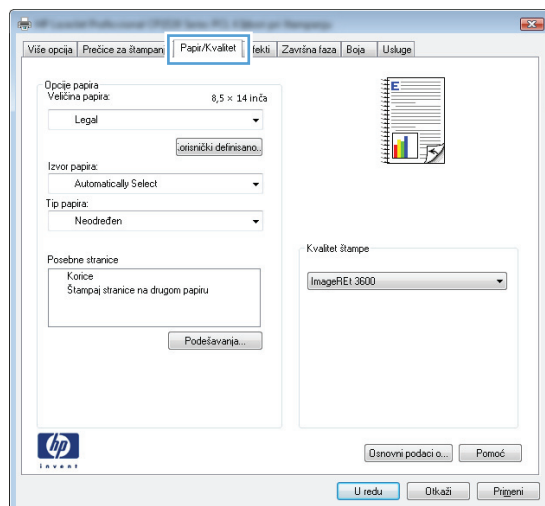 Više opcija Prečice za štampan Papir/Kvalitet fekti Završna faza Boja Usluge
Opcije papira
Veličina papira: 8,5 × 14 inča
Legal
orisnički definisano..
Izvor papira:
Automatically Select
Tip papira:
Neodređen
Posebne stranice
Korice
Štampaj stranice na drugom papiru
Podešavanja...
E
Kvalitet štampe
ImageREt 3600
hp
invent
Osnovni podaci o... Pomoć
U redu Otkaži Primeni